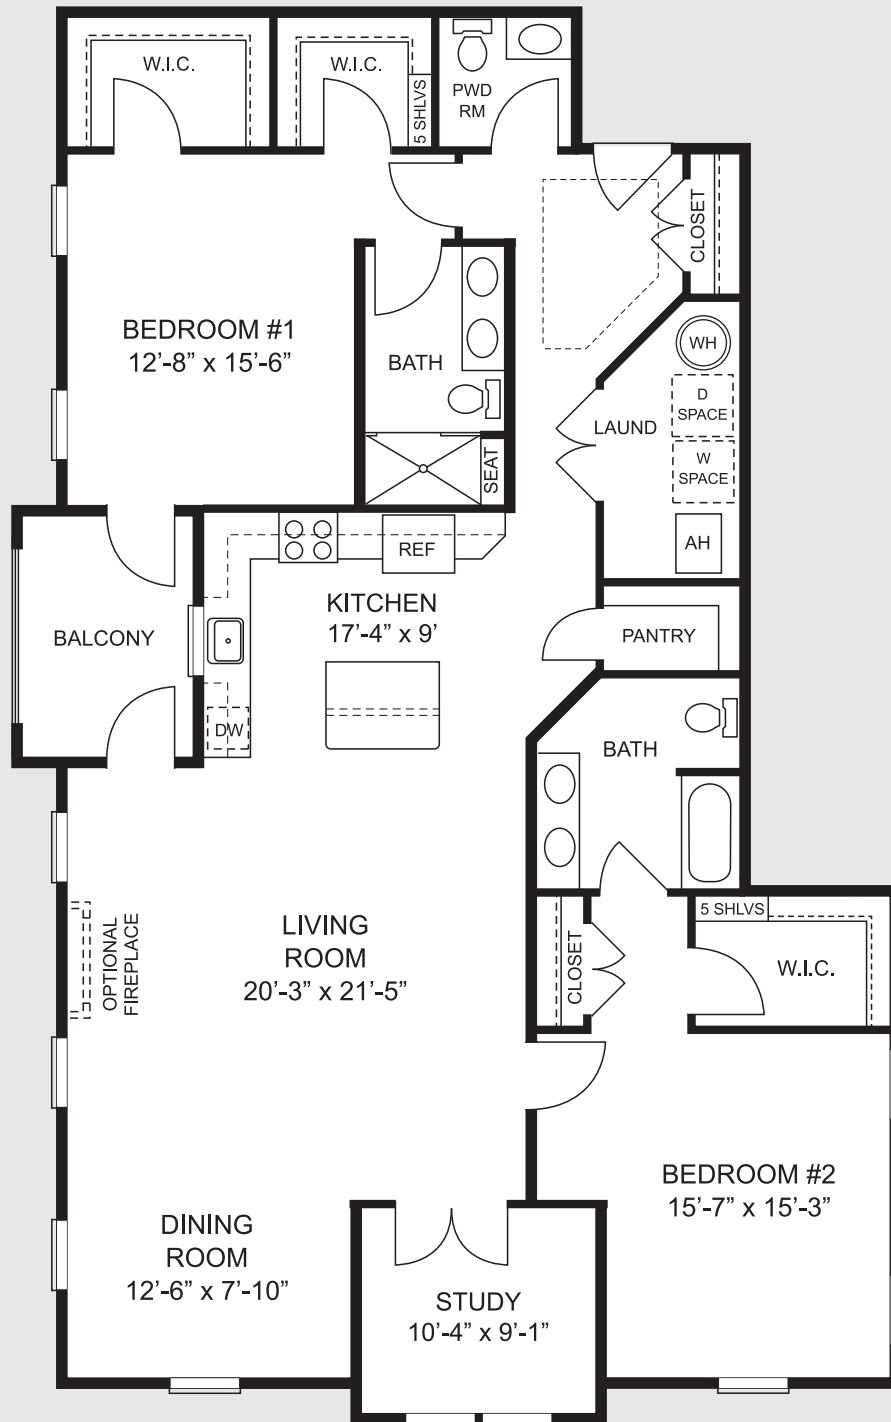 W.I.C.
W.I.C.
5 SHLVS
PWD
RM
CLOSET
BEDROOM #1
12’-8” x 15’-6”
BATH
SEAT
WH
D
SPACE
LAUND
W
SPACE
AH
REF
KITCHEN
17’-4” x 9’
BALCONY
PANTRY
DW
BATH
OPTIONAL
FIREPLACE
LIVING
ROOM
20’-3” x 21’-5”
CLOSET
5 SHLVS
W.I.C.
BEDROOM #2
15’-7” x 15’-3”
DINING
ROOM
12’-6” x 7’-10”
STUDY
10’-4” x 9’-1”